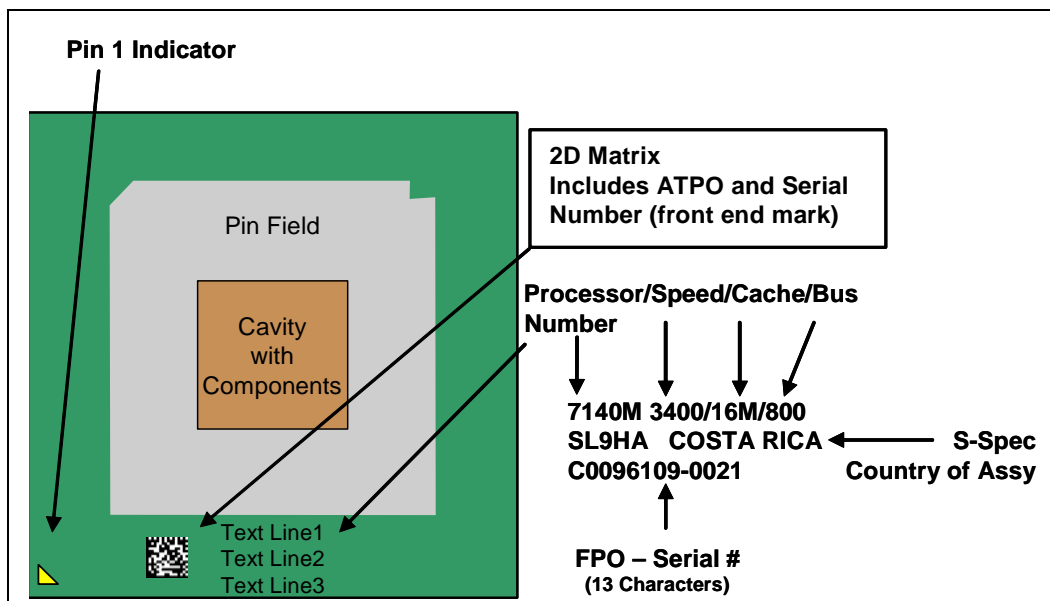 Pin 1 Indicator
2D Matrix
Includes ATPO and Serial
Number (front end mark)
Pin Field
Cavity
with
Components
Processor/Speed/Cache/Bus
Number
7140M 3400/16M/800
SL9HA COSTA RICA
C0096109-0021
S-Spec
Country of Assy
Text Line1
Text Line2
Text Line3
FPO – Serial #
(13 Characters)